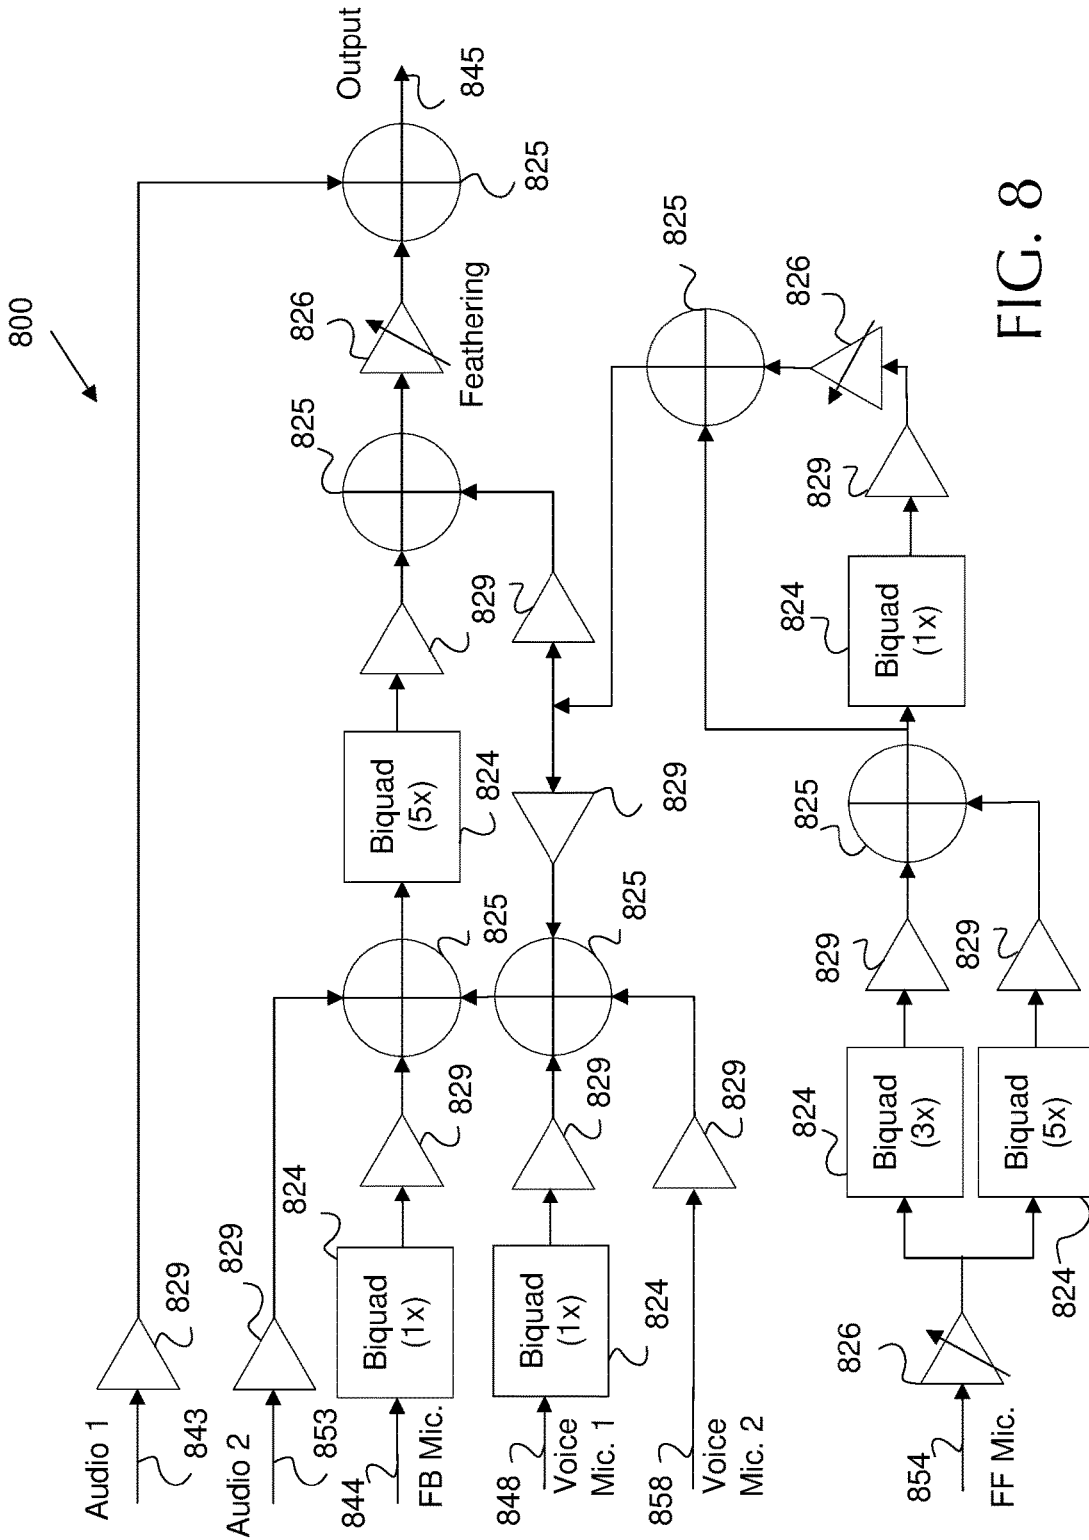 800
Audio 1
843
829
Output
845
825
Audio 2
853
829
FB Mic.
844
Biquad
(1x)
824
829
825
Biquad
(5x)
824
829
825
826
Feathering
825
Voice
Mic. 1
848
Biquad
(1x)
824
829
825
829
829
Voice
Mic. 2
858
829
FF Mic.
854
826
Biquad
(3x)
824
829
Biquad
(5x)
824
829
825
Biquad
(1x)
824
829
826
825
FIG. 8